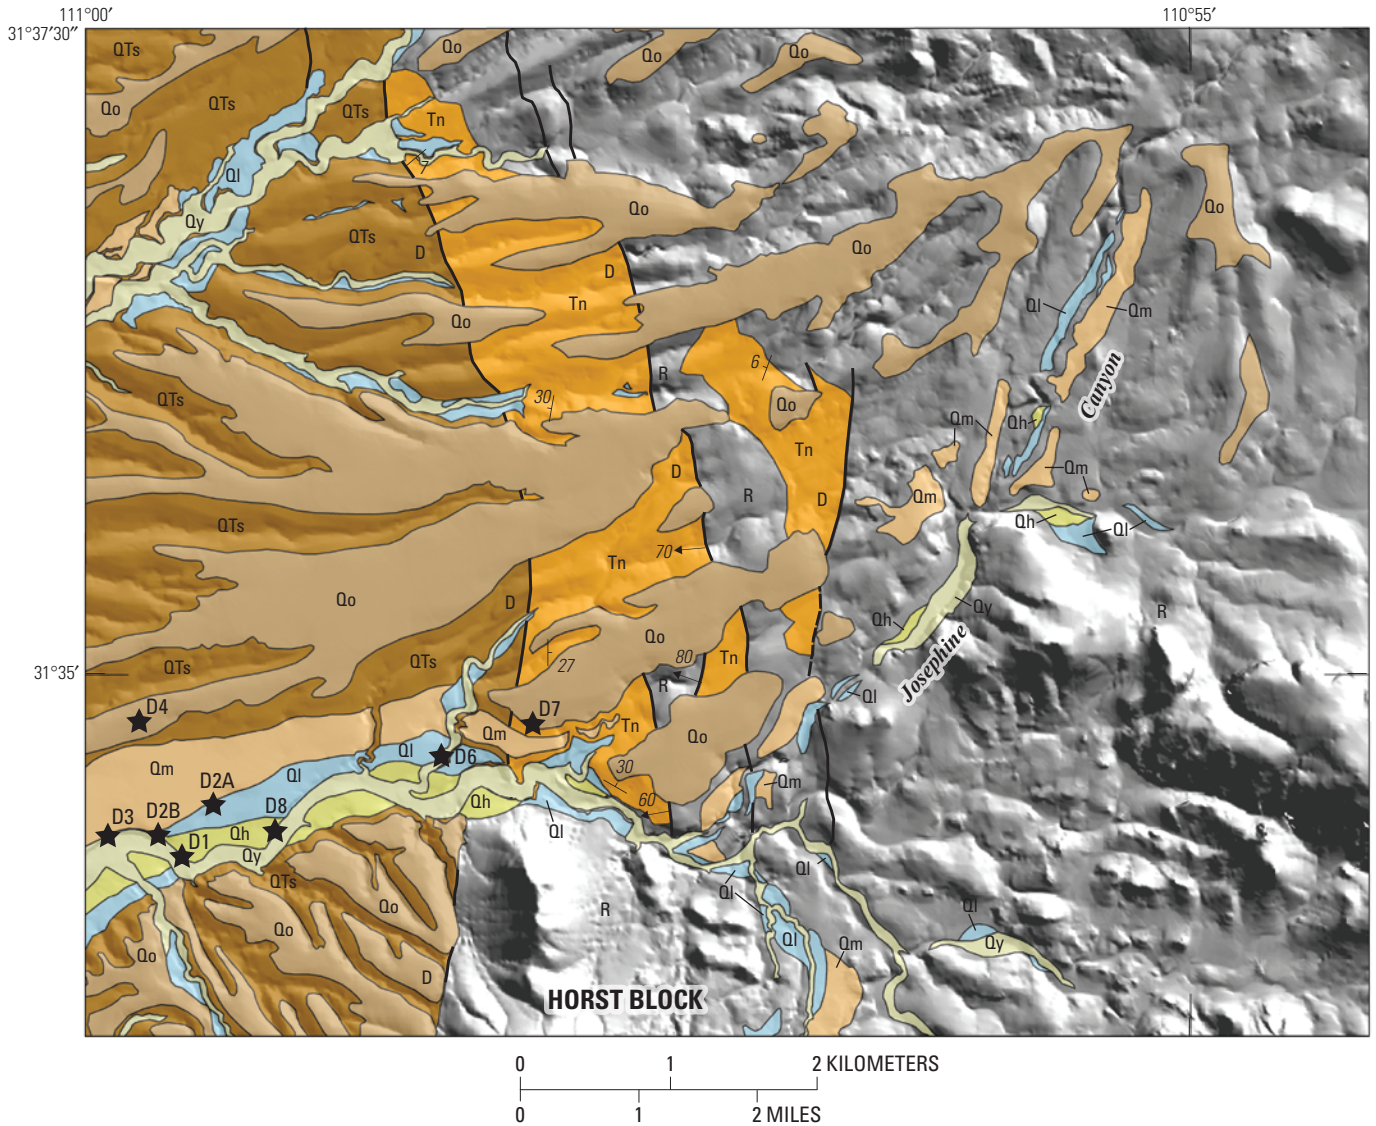 111°00′
110°55′
31°37′30″
QTs
Qo
Qo
Qo
Qo
QTs
QTs
Tn
Ql
Qy
Qo
Qo
QTs
D
D
Qo
Tn
Qo
Ql
Qm
R
6
Canyon
30
Qo
QTs
Qm
Qh
Tn
D
Qm
R
D
Qm
QTs
Qh
Ql
70
Tn
Qo
D
Qh
Qy
R
Qo
QTs
QTs
27
80
Tn
31°35′
R
Josephine
Ql
D4
D7
Tn
Qm
Qo
Ql
D6
Qm
Ql
30
Qm
D2A
60
D3
D2B
D8
Qh
Qh
Ql
D1
Qy
Ql
QTs
Ql
Qo
R
Ql
Qo
Ql
Qm
Qy
Qo
D
HORST BLOCK
0 1 2 KILOMETERS
0 1 2 MILES